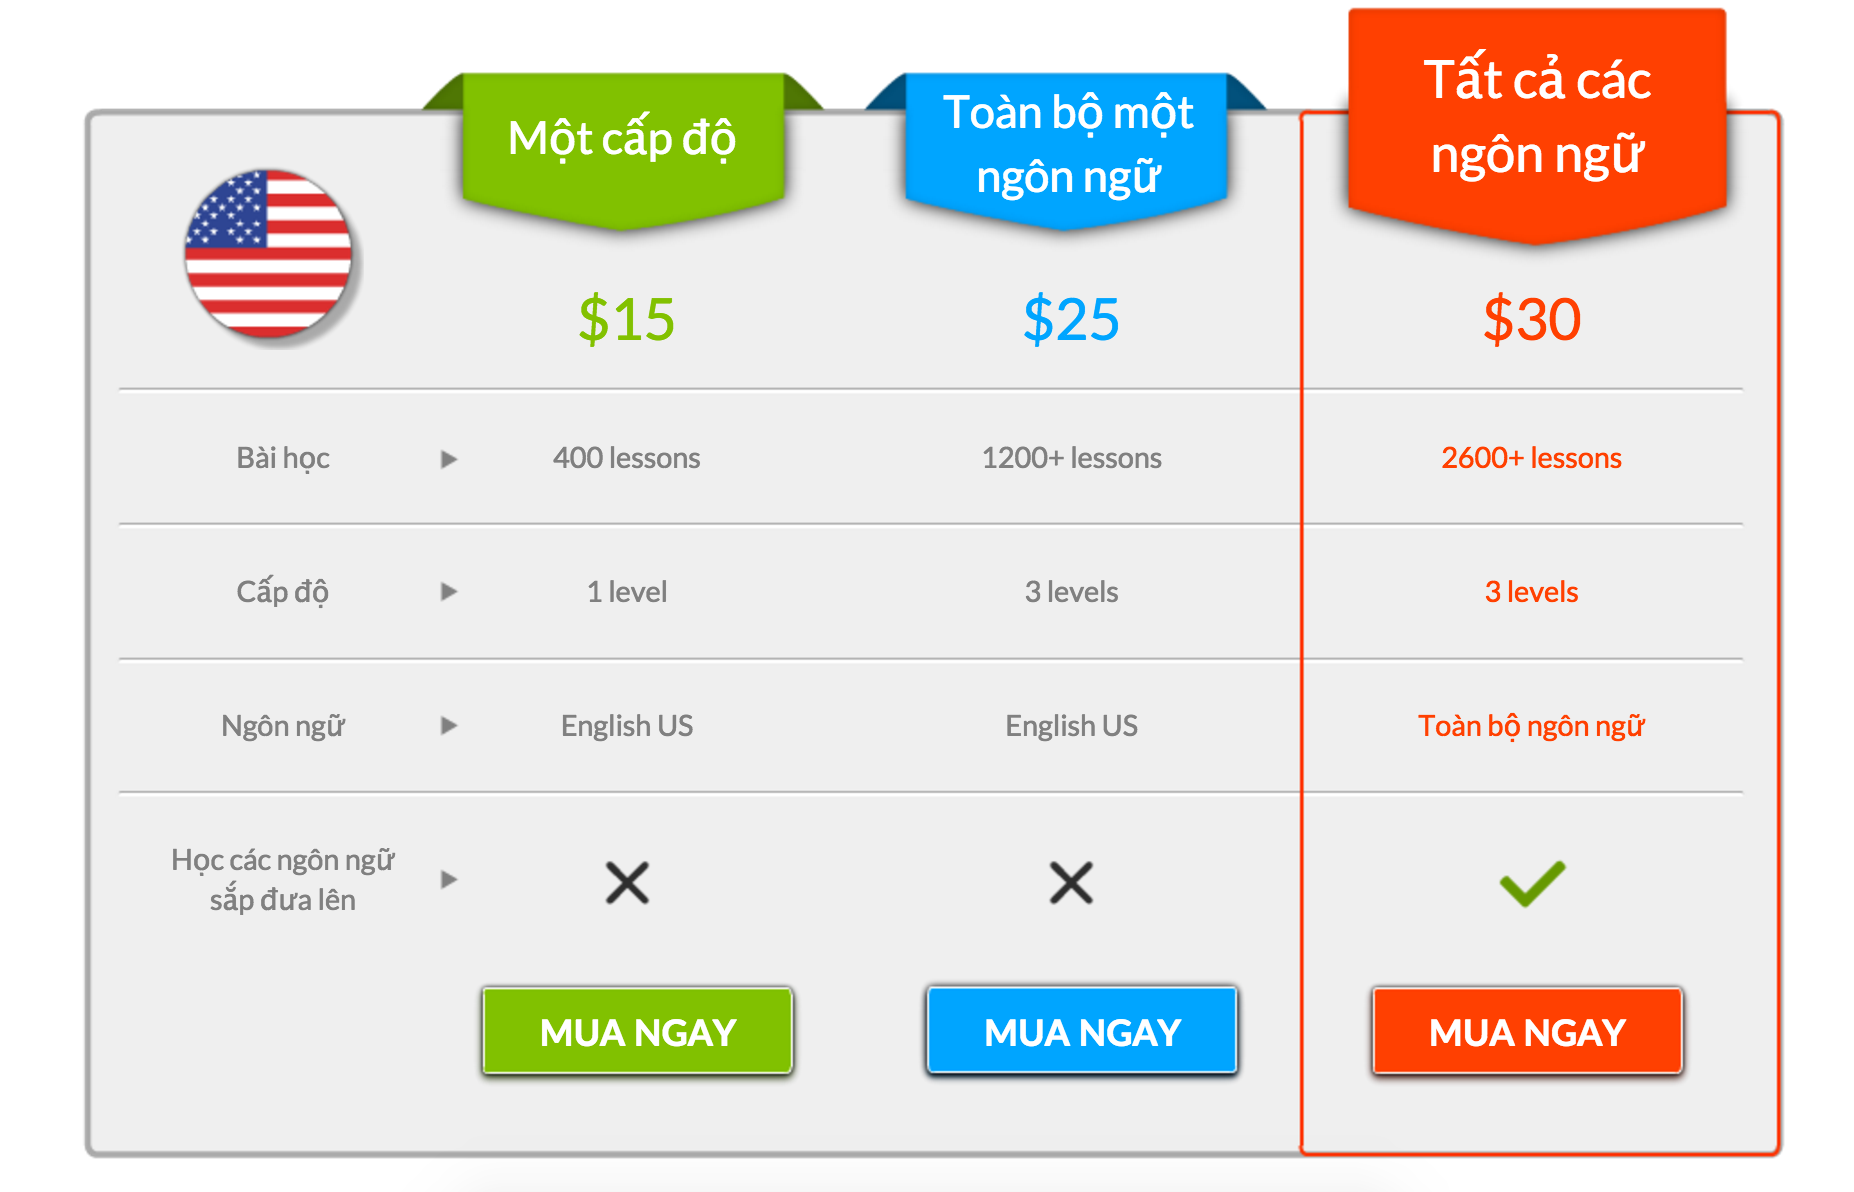 Một cấp độ
Toàn bộ một
ngôn ngữ
Tất cả các
ngôn ngữ
$15
$25
$30
Bài học
400 lessons
1200+ lessons
2600+ lessons
Cấp độ
1 level
3 levels
3 levels
Ngôn ngữ
English US
English US
Toàn bộ ngôn ngữ
Học các ngôn ngữ
sắp đưa lên
MUA NGAY
MUA NGAY
MUA NGAY